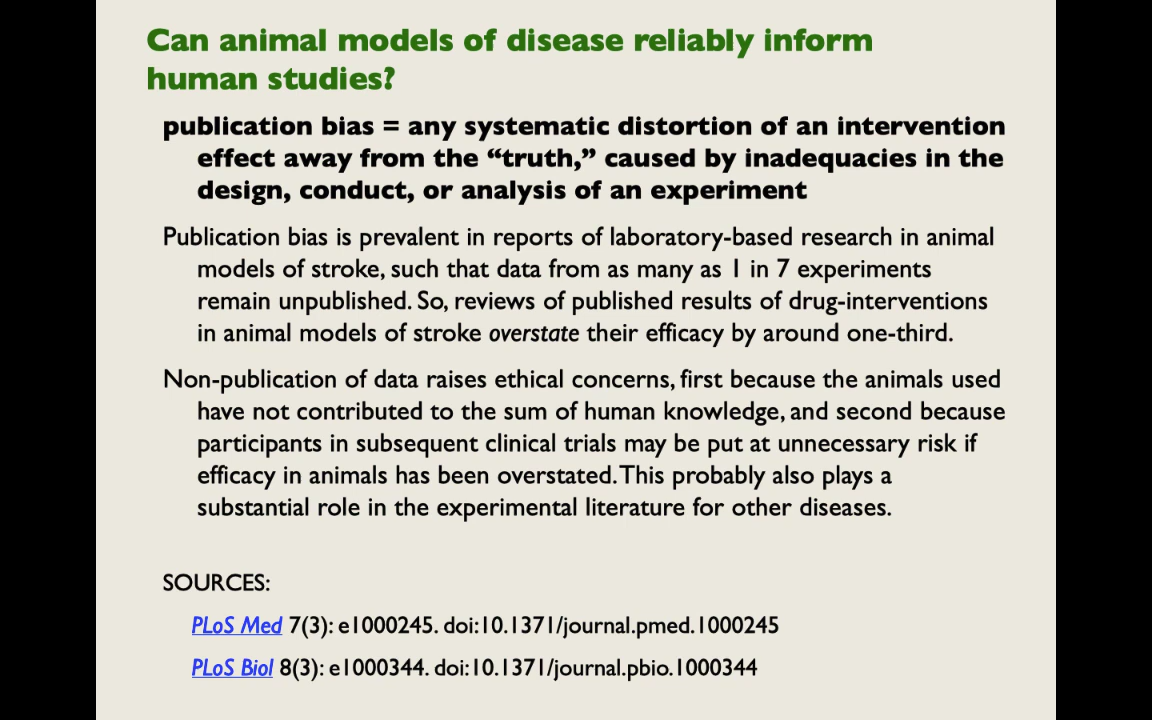 Can animal models of disease reliably inform
human studies?
publication bias = any systematic distortion of an intervention
effect away from the “truth,” caused by inadequacies in the
design, conduct, or analysis of an experiment
Publication bias is prevalent in reports of laboratory-based research in animal
models of stroke, such that data from as many as 1 in 7 experiments
remain unpublished. So, reviews of published results of drug-interventions
in animal models of stroke overstate their efficacy by around one-third.
Non-publication of data raises ethical concerns, first because the animals used
have not contributed to the sum of human knowledge, and second because
participants in subsequent clinical trials may be put at unnecessary risk if
efficacy in animals has been overstated. This probably also plays a
substantial role in the experimental literature for other diseases.
SOURCES:
PLoS Med 7(3): e1000245. doi:10.1371/journal.pmed.1000245
PLoS Biol 8(3): e1000344. doi:10.1371/journal.pbio.1000344